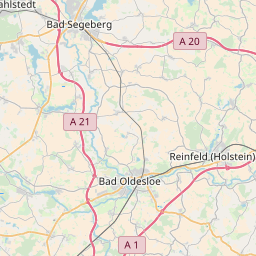 ahlstedt
Bad Segeberg
A 20
A 21
Reinfeld (Holstein)
Bad Oldesloe
A 1